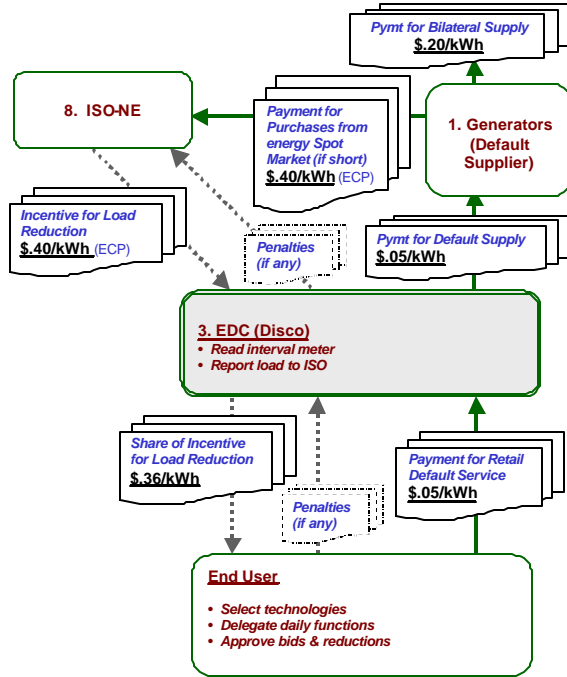 Pymt for Bilateral Supply
$.20/kWh
8. ISO-NE
Payment for
Purchases from
energy Spot
Market (if short)
$.40/kWh (ECP)
1. Generators
(Default
Supplier)
Incentive for Load
Reduction
$.40/kWh (ECP)
Penalties
(if any)
Pymt for Default Supply
$.05/kWh
3. EDC (Disco)
• Read interval meter
• Report load to ISO
Share of Incentive
for Load Reduction
$.36/kWh
Penalties
(if any)
Payment for Retail
Default Service
$.05/kWh
End User
• Select technologies
• Delegate daily functions
• Approve bids & reductions